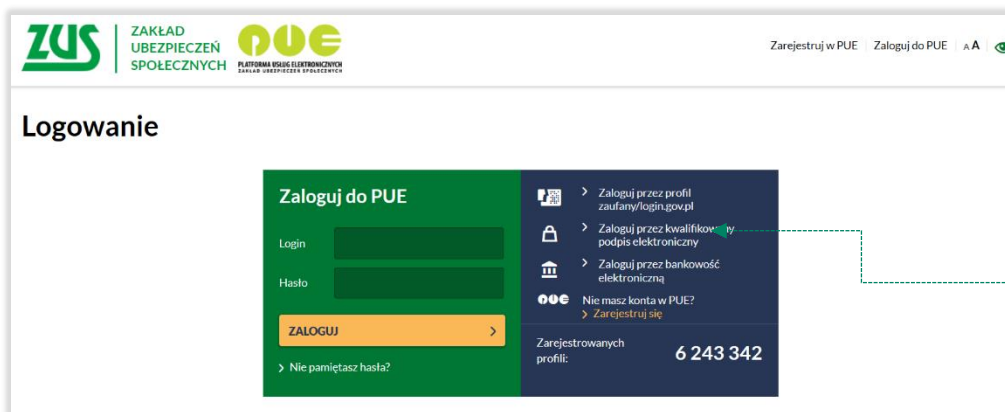 ZUS
ZAKŁAD
UBEZPIECZEŃ
SPOŁECZNYCH
PUE
PLATFORMA USŁUG ELEKTRONICZNYCH
ZAKŁAD UBEZPIECZEŃ SPOŁECZNYCH
Zarejestruj w PUE
Zaloguj do PUE
A A
Logowanie
Zaloguj do PUE
Login
Hasło
ZALOGUJ
Nie pamiętasz hasła?
Zaloguj przez profil
zaufany/login.gov.pl
Zaloguj przez kwalifikowany
podpis elektroniczny
Zaloguj przez bankowość
elektroniczną
PUE
Nie masz konta w PUE?
Zarejestruj się
Zarejestrowanych
profili:
6 243 342